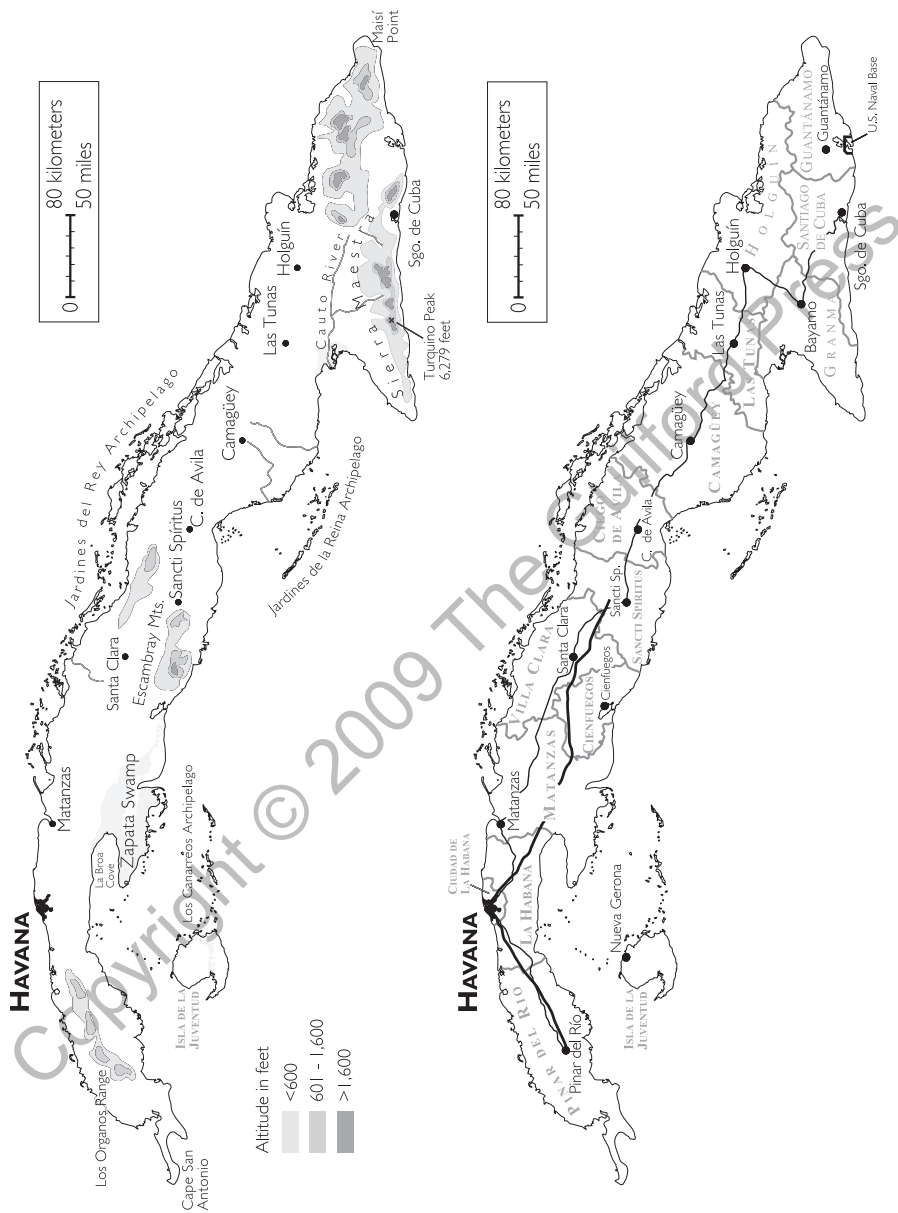 HAVANA
Matanzas
Santa Clara
Sancti Spíritus
C. de Avila
Camagüey
Las Tunas
Holguín
Sgo. de Cuba
Jardines del Rey Archipelago
Jardines de la Reina Archipelago
Los Canarreos Archipelago
Escambray Mts.
Zapata Swamp
La Broa
Cove
Los Organos Range
Cape San
Antonio
ISLA DE LA
JUVENTUD
Cauto River
Sierra Maestra
Turquino Peak
6,279 feet
Maisí
Point
0
80 kilometers
50 miles
Altitude in feet
<600
601 - 1,600
>1,600
HAVANA
CIUDAD DE
LA HABANA
LA HABANA
PINAR DEL RIO
Pinar del Río
ISLA DE LA
JUVENTUD
Nueva Gerona
Matanzas
MATANZAS
VILLA CLARA
Santa Clara
CIENFUEGOS
Cienfuegos
Sancti Sp.
SANCTI SPIRITUS
CIEGO
DE AVILA
C. de Avila
Camagüey
CAMAGÜEY
Las Tunas
LAS TUNAS
Holguín
HOLGUIN
Bayamo
GRANMA
SANTIAGO
DE CUBA
Sgo. de Cuba
GUANTÁNAMO
Guantánamo
U.S. Naval Base
0
80 kilometers
50 miles
Copyright © 2009 The Guilford Press